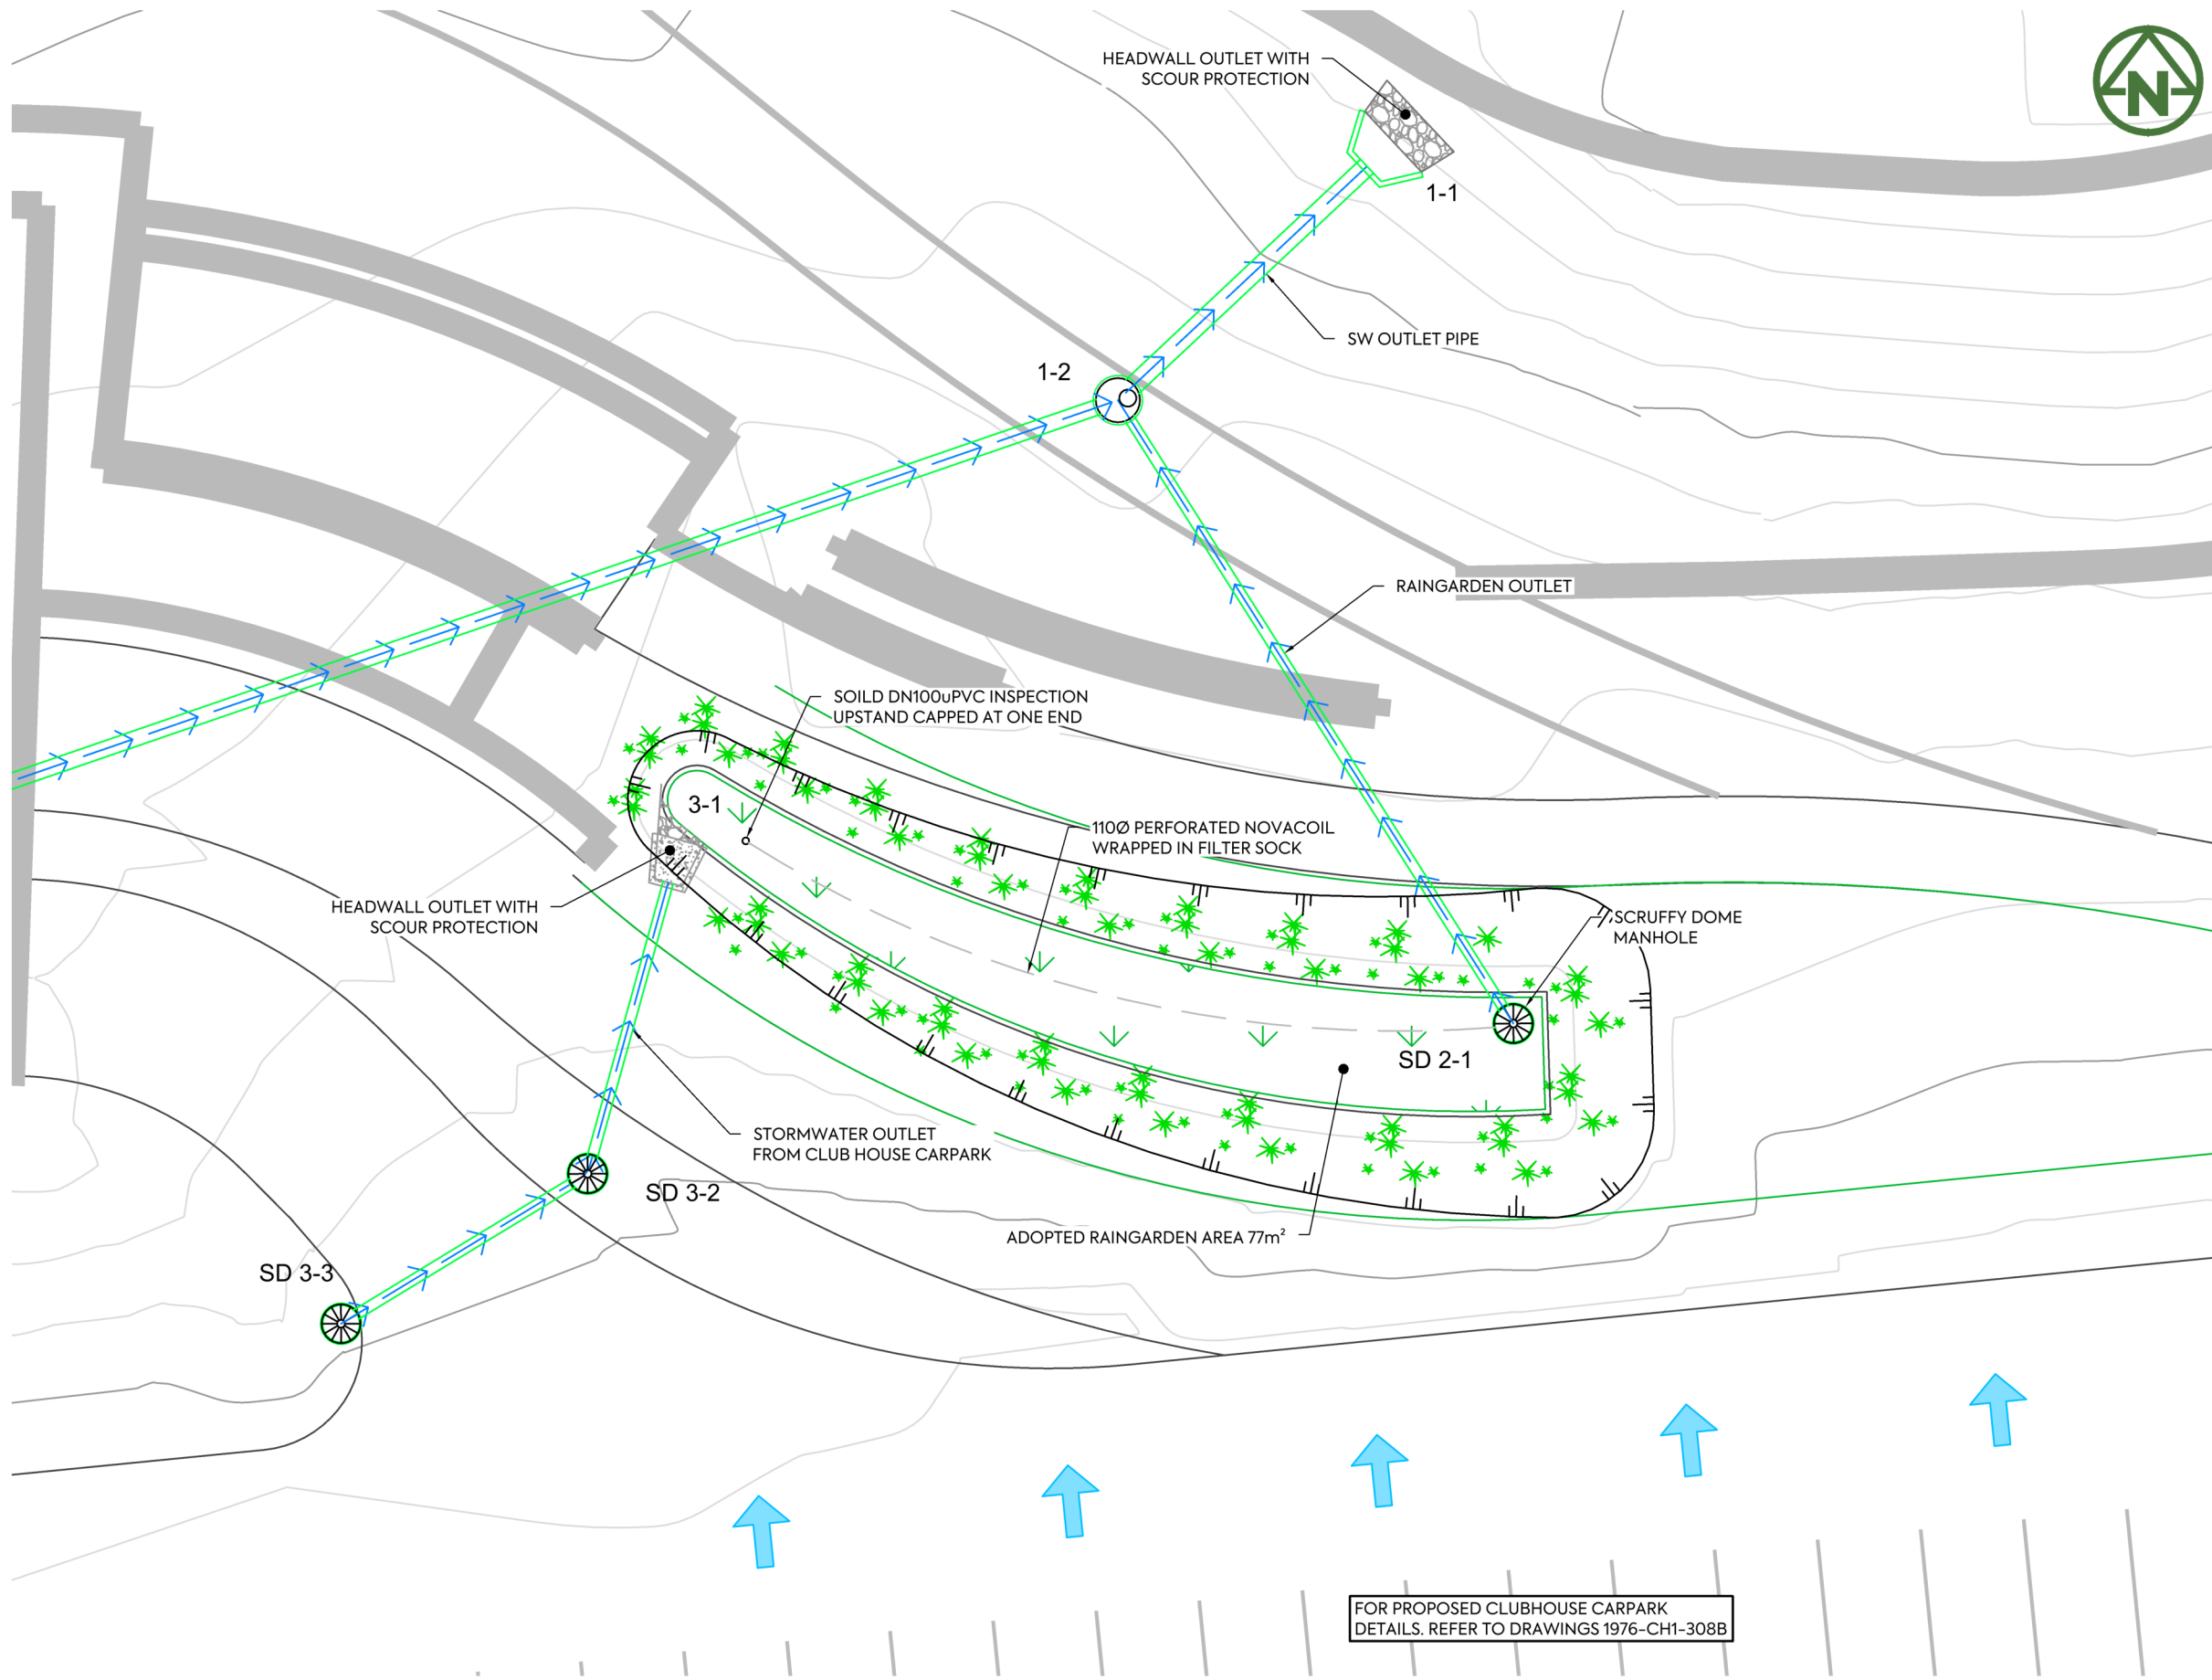 HEADWALL OUTLET WITH
SCOUR PROTECTION
N
1-1
SW OUTLET PIPE
1-2
RAINGARDEN OUTLET
SOILD DN100uPVC INSPECTION
UPSTAND CAPPED AT ONE END
3-1
110Ø PERFORATED NOVACOIL
WRAPPED IN FILTER SOCK
HEADWALL OUTLET WITH
SCOUR PROTECTION
SCRUFFY DOME
MANHOLE
SD 2-1
STORMWATER OUTLET
FROM CLUB HOUSE CARPARK
SD 3-2
ADOPTED RAINGARDEN AREA 77m²
SD 3-3
FOR PROPOSED CLUBHOUSE CARPARK
DETAILS. REFER TO DRAWINGS 1976-CH1-308B